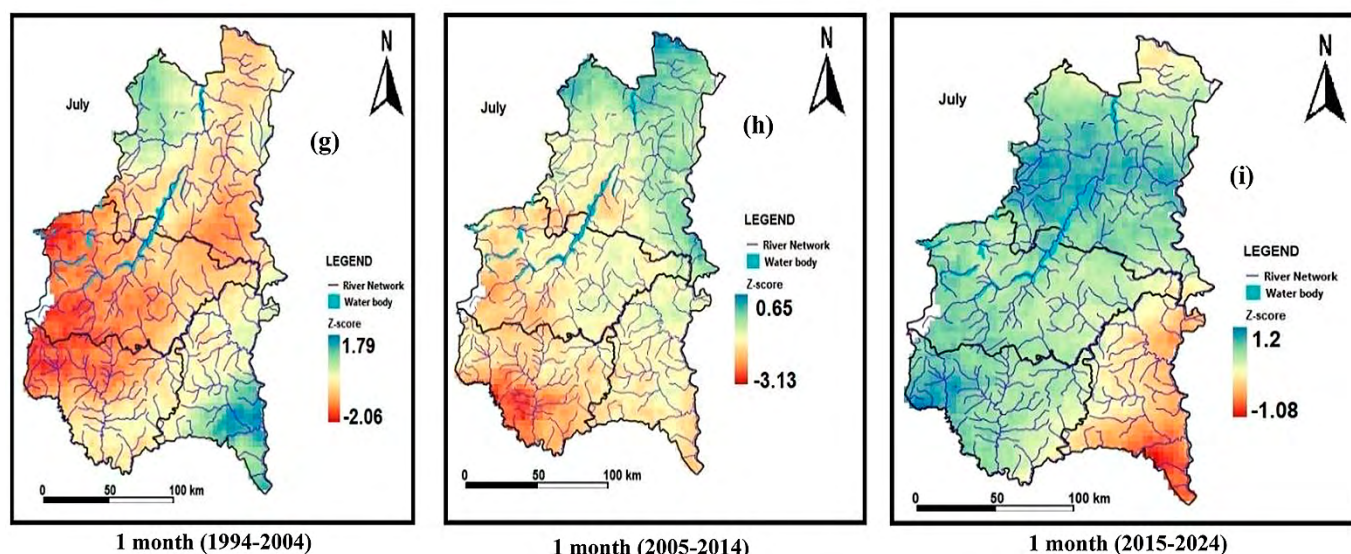 N
July
(g)
LEGEND
River Network
Water body
Z-score
1.79
-2.06
0 50 100 km
1 month (1994-2004)
N
July
(h)
LEGEND
River Network
Water body
Z-score
0.65
-3.13
0 50 100 km
1 month (2005-2014)
N
July
(i)
LEGEND
River Network
Water body
Z-score
1.2
-1.08
0 50 100 km
1 month (2015-2024)